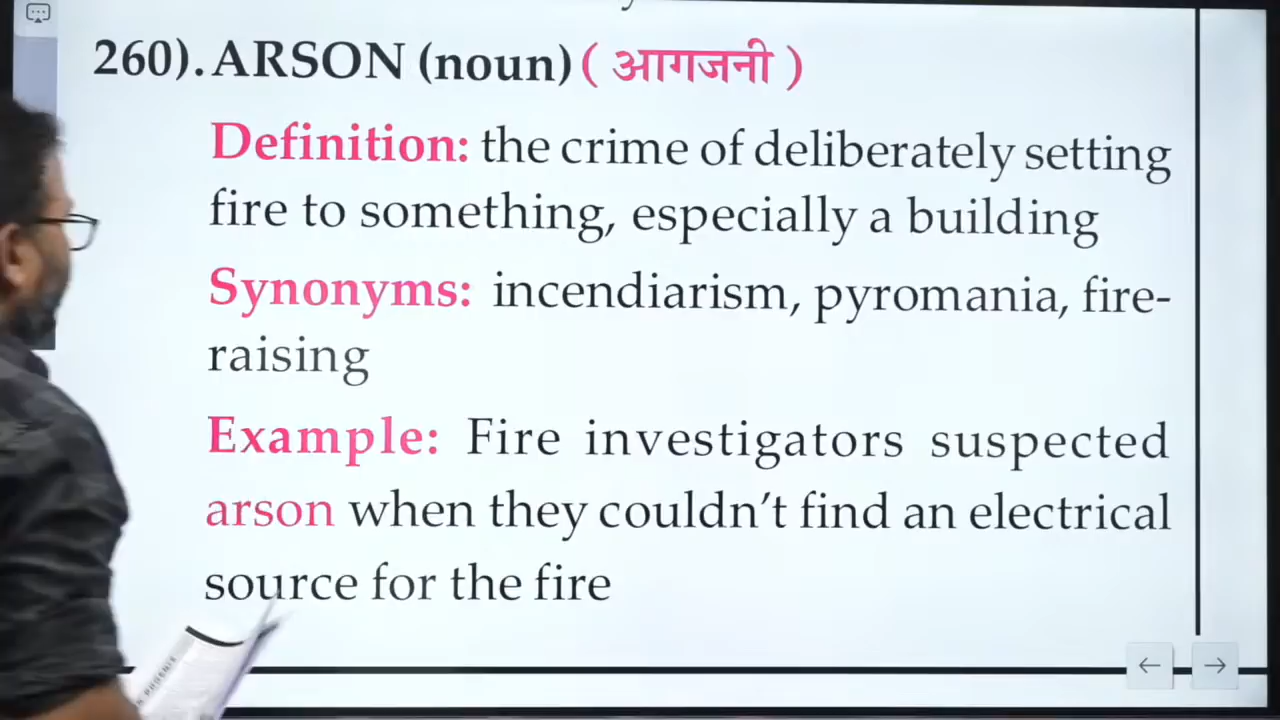 260). ARSON (noun) ( आगजनी )
Definition: the crime of deliberately setting
fire to something, especially a building
Synonyms: incendiarism, pyromania, fire-
raising
Example: Fire investigators suspected
arson when they couldn't find an electrical
source for the fire
PHOENIX